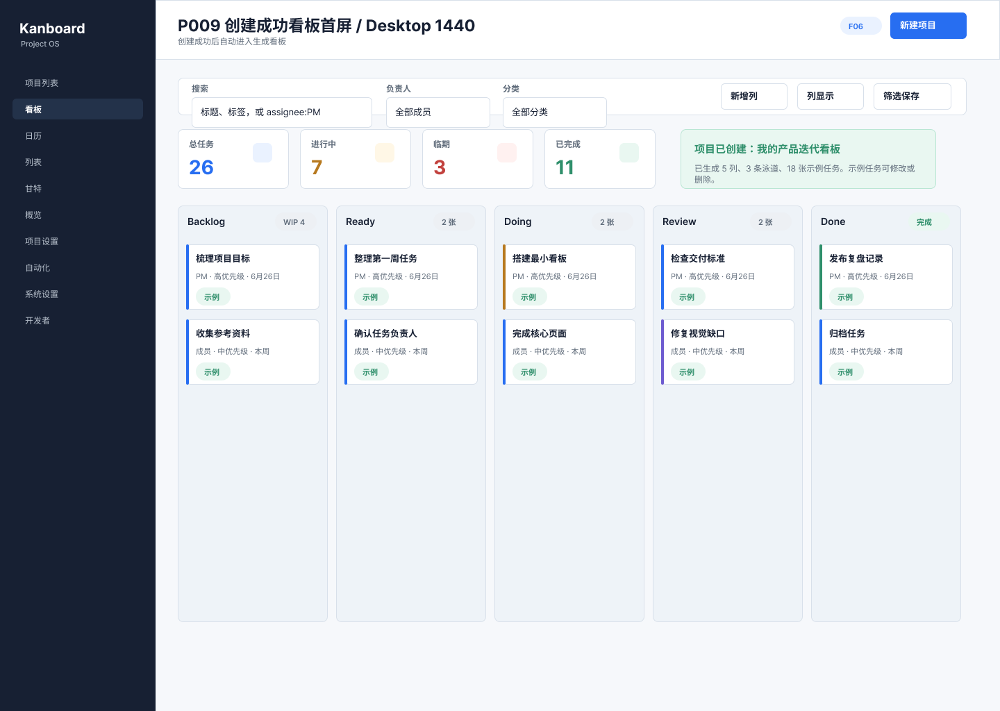 Kanboard
Project OS
项目列表
看板
日历
列表
甘特
概览
项目设置
自动化
系统设置
开发者
P009 创建成功看板首屏 / Desktop 1440
创建成功后自动进入生成看板
F06
新建项目
搜索
标题、标签，或 assignee:PM
负责人
全部成员
分类
全部分类
新增列
列显示
筛选保存
总任务
26
进行中
7
临期
3
已完成
11
项目已创建：我的产品迭代看板
已生成 5 列、3 条泳道、18 张示例任务。示例任务可修改或
删除。
Backlog
WIP 4
梳理项目目标
PM · 高优先级 · 6月26日
示例
收集参考资料
成员 · 中优先级 · 本周
示例
Ready
2 张
整理第一周任务
PM · 高优先级 · 6月26日
示例
确认任务负责人
成员 · 中优先级 · 本周
示例
Doing
2 张
搭建最小看板
PM · 高优先级 · 6月26日
示例
完成核心页面
成员 · 中优先级 · 本周
示例
Review
2 张
检查交付标准
PM · 高优先级 · 6月26日
示例
修复视觉缺口
成员 · 中优先级 · 本周
示例
Done
完成
发布复盘记录
PM · 高优先级 · 6月26日
示例
归档任务
成员 · 中优先级 · 本周
示例